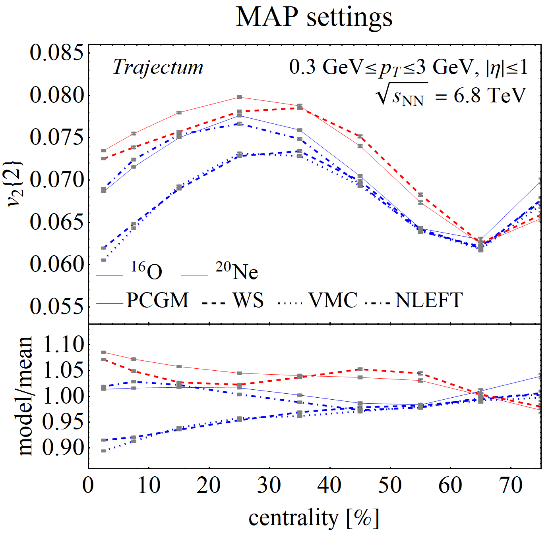 MAP settings
Trajectum
0.3 GeV≤p_T≤3 GeV, |η|≤1
√s_NN = 6.8 TeV
v₂{2}
0.085
0.080
0.075
0.070
0.065
0.060
0.055
¹⁶O ²⁰Ne
PCGM WS VMC NLEFT
model/mean
1.10
1.05
1.00
0.95
0.90
0 10 20 30 40 50 60 70
centrality [%]